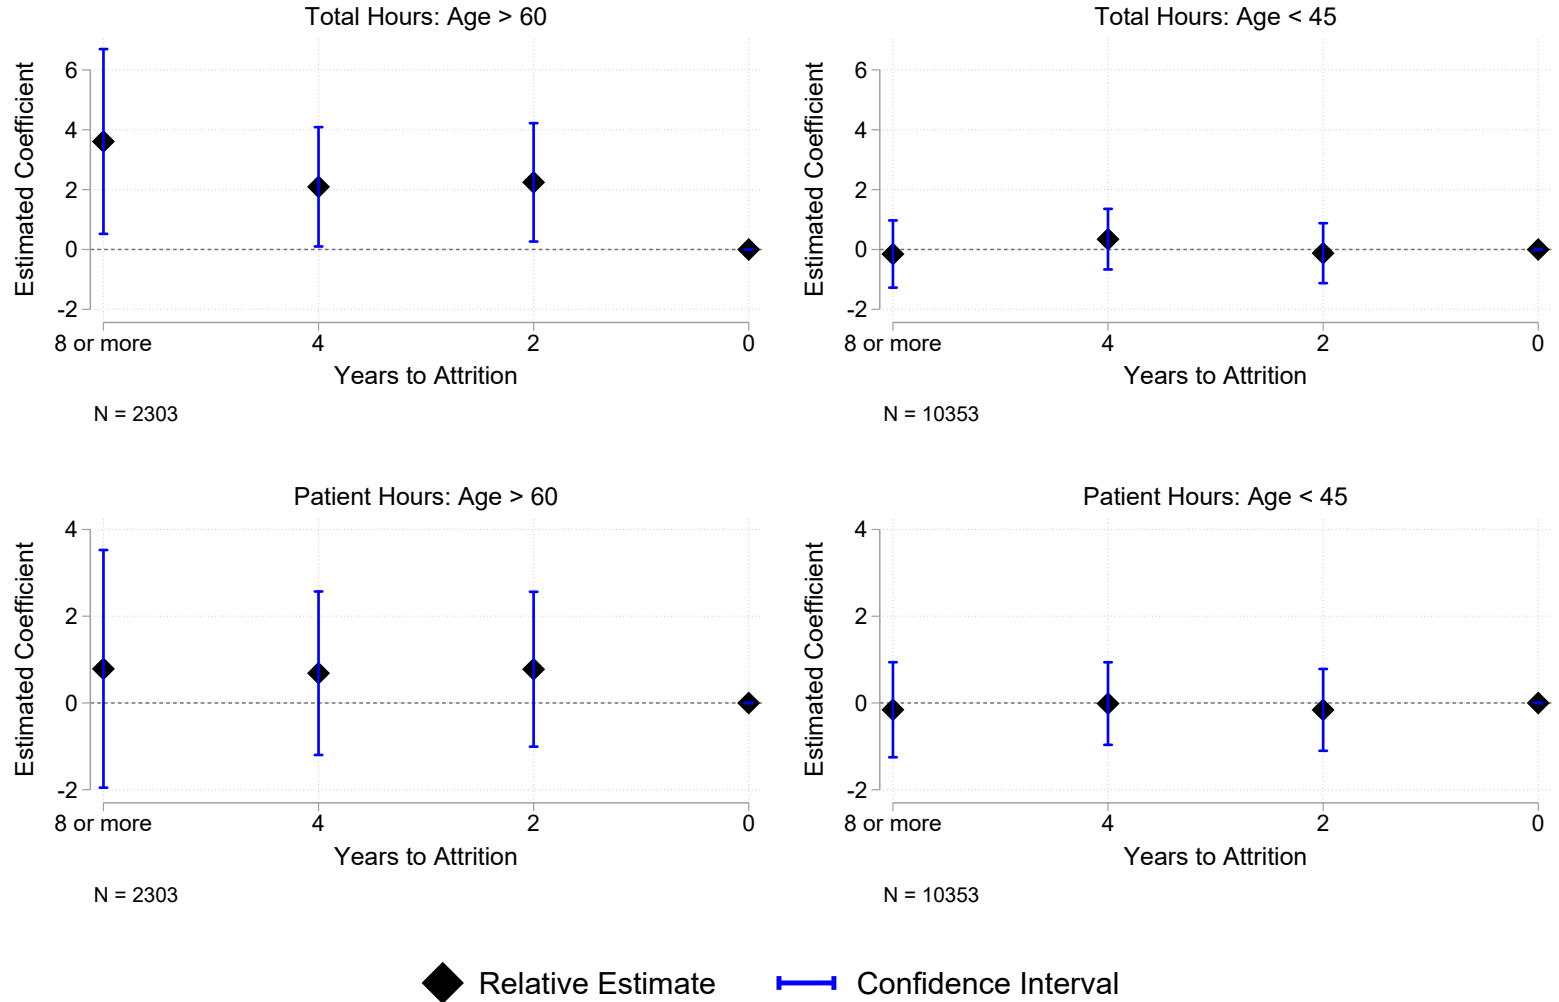 Total Hours: Age > 60
Estimated Coefficient
6
4
2
0
-2
8 or more 4 2 0
Years to Attrition
N = 2303
Total Hours: Age < 45
Estimated Coefficient
6
4
2
0
-2
8 or more 4 2 0
Years to Attrition
N = 10353
Patient Hours: Age > 60
Estimated Coefficient
4
2
0
-2
8 or more 4 2 0
Years to Attrition
N = 2303
Patient Hours: Age < 45
Estimated Coefficient
4
2
0
-2
8 or more 4 2 0
Years to Attrition
N = 10353
Relative Estimate Confidence Interval